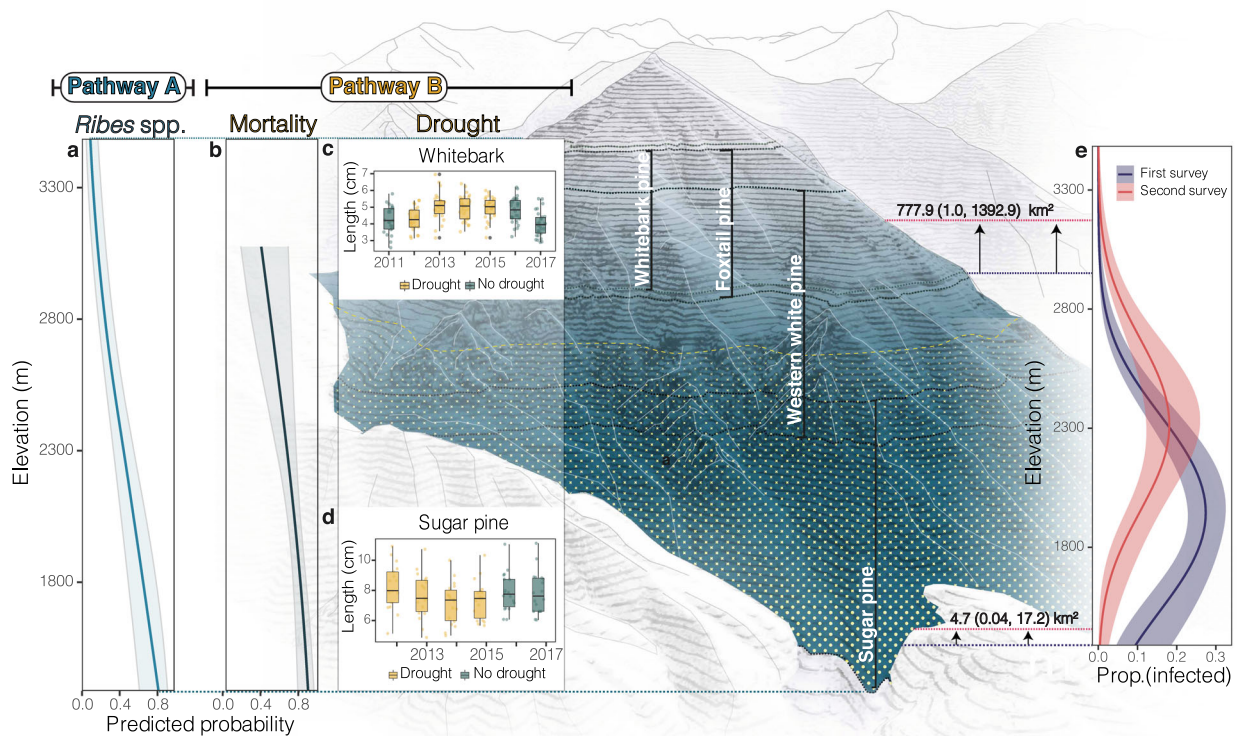 Pathway A
Pathway B
Ribes spp.
Mortality
Drought
a
b
c
d
e
Elevation (m)
3300
2800
2300
1800
0.0 0.4 0.8
0.0 0.4 0.8
Predicted probability
Whitebark
Length (cm)
7
6
5
4
3
2011 2013 2015 2017
Drought No drought
Sugar pine
Length (cm)
10
8
6
2013 2015 2017
Drought No drought
Whitebark pine
Foxtail pine
Western white pine
Sugar pine
a
777.9 (1.0, 1392.9) km²
4.7 (0.04, 17.2) km²
Elevation (m)
First survey
Second survey
3300
2800
2300
1800
0.0 0.1 0.2 0.3
Prop.(infected)